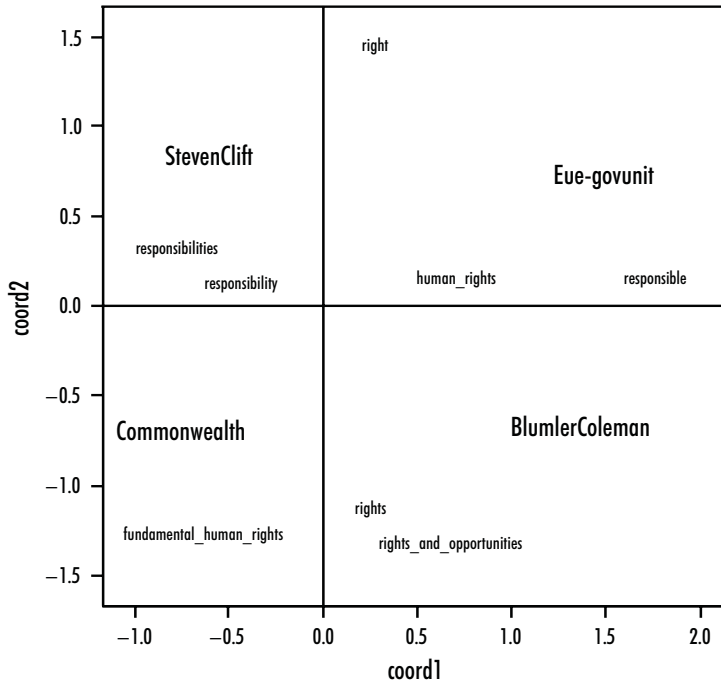 1.5
right
1.0
StevenClift
Eue-govunit
0.5
responsibilities
responsibility
human_rights
responsible
coord2
0.0
−0.5
Commonwealth
BlumlerColeman
−1.0
rights
fundamental_human_rights
rights_and_opportunities
−1.5
−1.0 −0.5 0.0 0.5 1.0 1.5 2.0
coord1